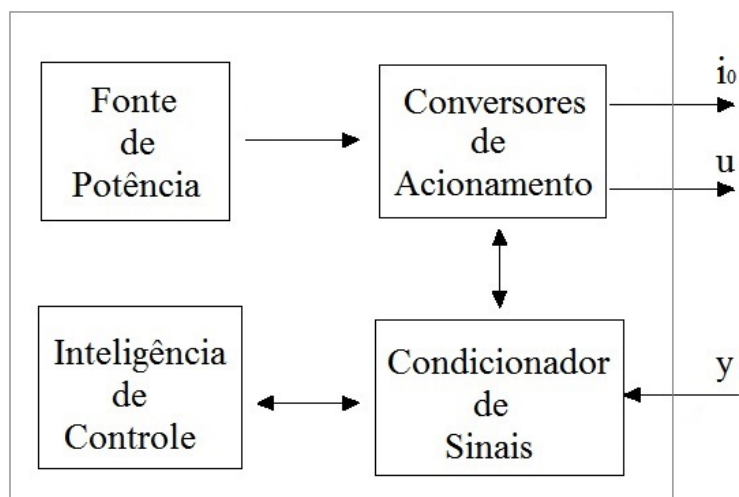 Fonte
de
Potência
Conversores
de
Acionamento
i₀
u
Inteligência
de
Controle
Condicionador
de
Sinais
y